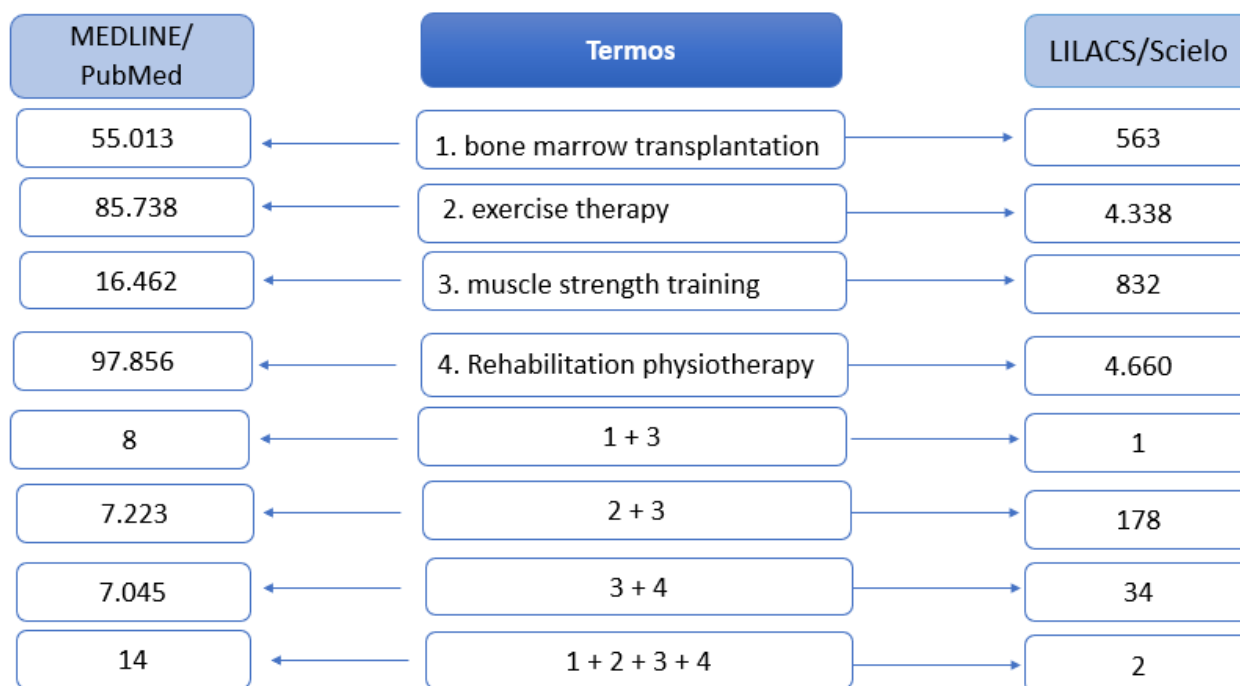 MEDLINE/
PubMed
Termos
LILACS/Scielo
55.013
1. bone marrow transplantation
563
85.738
2. exercise therapy
4.338
16.462
3. muscle strength training
832
97.856
4. Rehabilitation physiotherapy
4.660
8
1 + 3
1
7.223
2 + 3
178
7.045
3 + 4
34
14
1 + 2 + 3 + 4
2